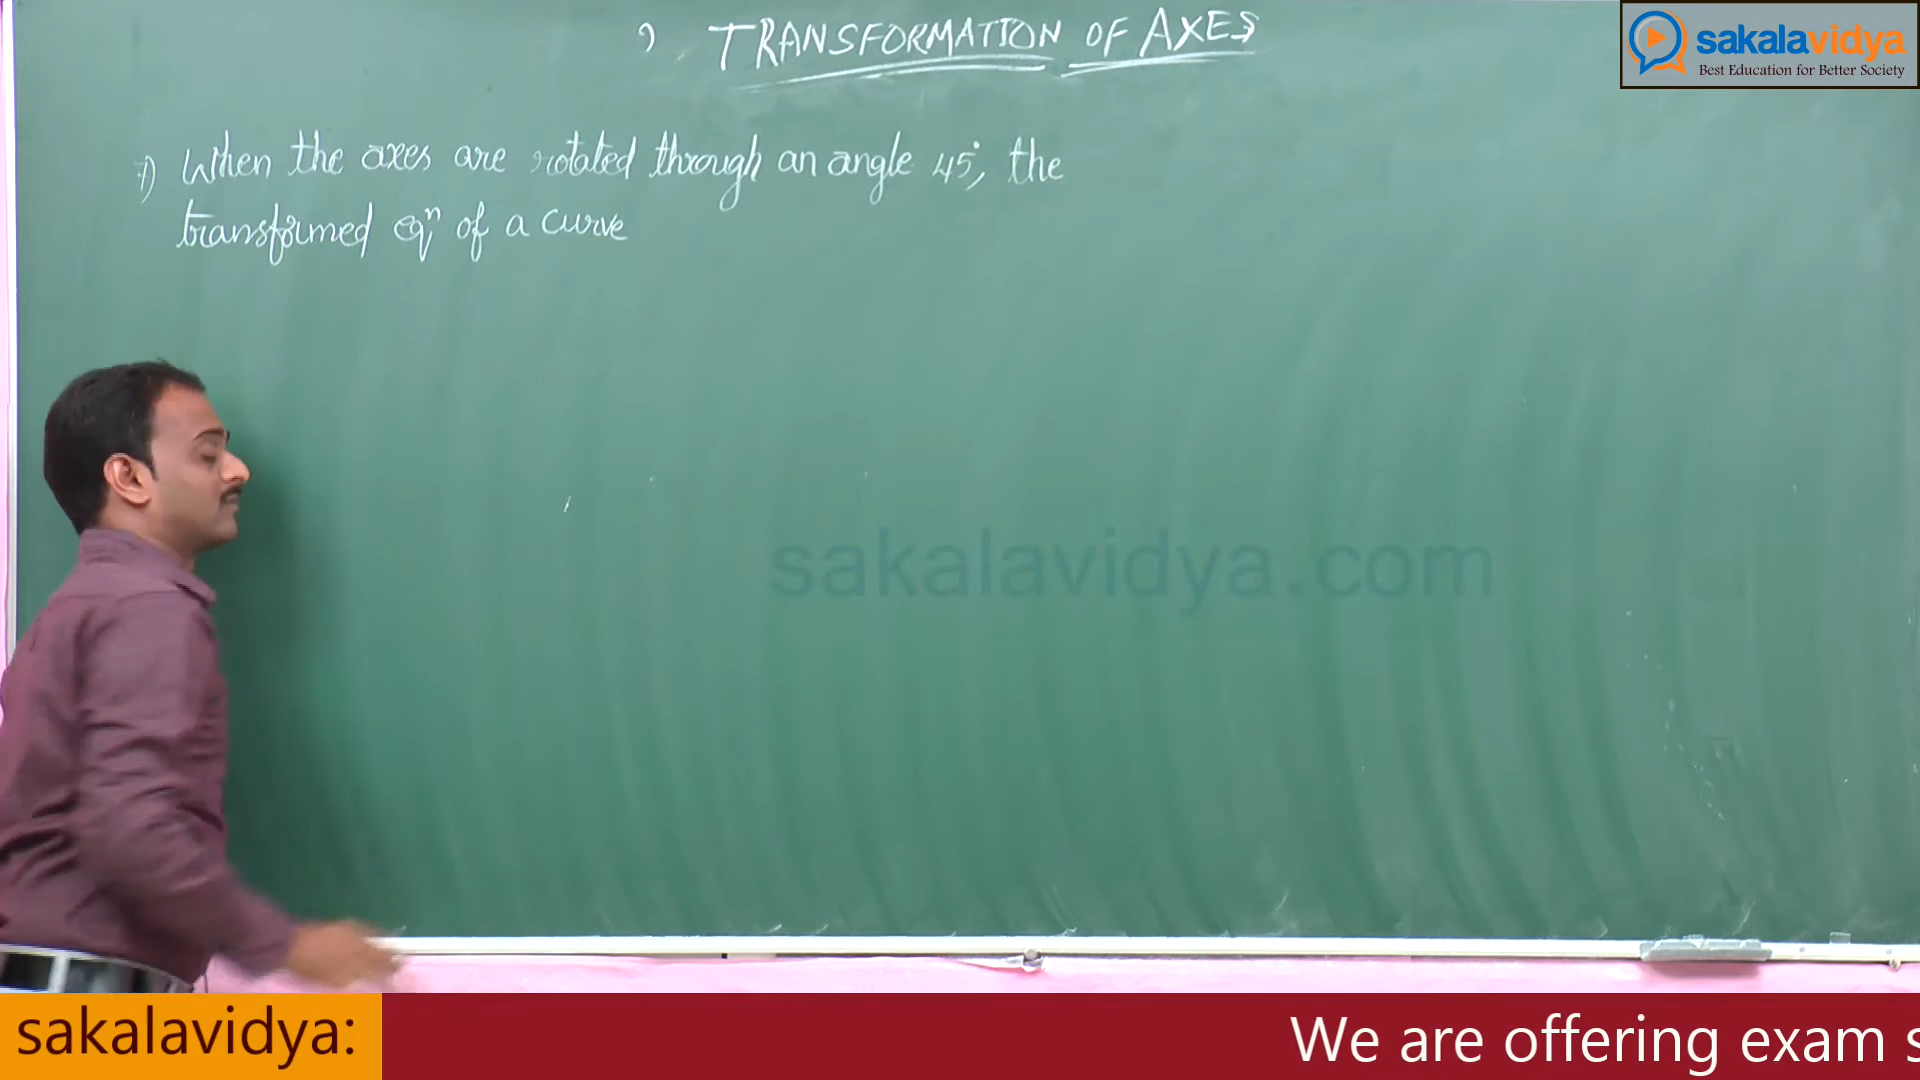 TRANSFORMATION OF AXES
sakalavidya
Best Education for Better Society
1) When the axes are rotated through an angle 45°, the
transformed eqⁿ of a curve
sakalavidya.com
sakalavidya:
We are offering exam s